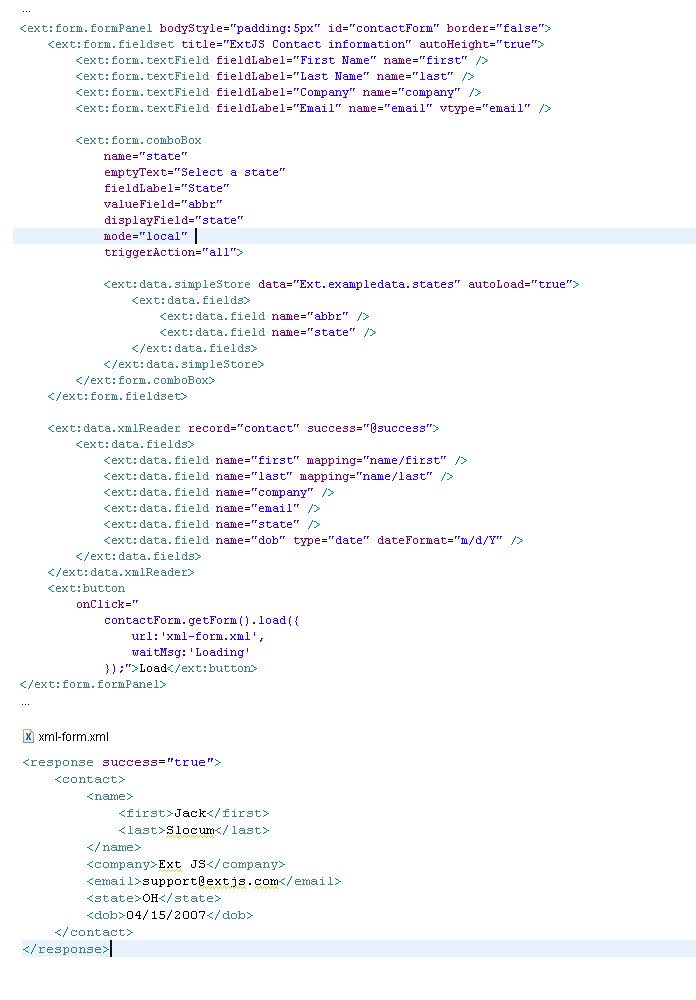 ...
<ext:form.formPanel bodyStyle="padding:5px" id="contactForm" border="false">
<ext:form.fieldset title="ExtJS Contact information" autoHeight="true">
<ext:form.textField fieldLabel="First Name" name="first" />
<ext:form.textField fieldLabel="Last Name" name="last" />
<ext:form.textField fieldLabel="Company" name="company" />
<ext:form.textField fieldLabel="Email" name="email" vtype="email" />
<ext:form.comboBox
name="state"
emptyText="Select a state"
fieldLabel="State"
valueField="abbr"
displayField="state"
mode="local"
triggerAction="all">
<ext:data.simpleStore data="Ext.exampledata.states" autoLoad="true">
<ext:data.fields>
<ext:data.field name="abbr" />
<ext:data.field name="state" />
</ext:data.fields>
</ext:data.simpleStore>
</ext:form.comboBox>
</ext:form.fieldset>
<ext:data.xmlReader record="contact" success="@success">
<ext:data.fields>
<ext:data.field name="first" mapping="name/first" />
<ext:data.field name="last" mapping="name/last" />
<ext:data.field name="company" />
<ext:data.field name="email" />
<ext:data.field name="state" />
<ext:data.field name="dob" type="date" dateFormat="m/d/Y" />
</ext:data.fields>
</ext:data.xmlReader>
<ext:button
onClick="
contactForm.getForm().load({
url:'xml-form.xml',
waitMsg:'Loading'
});">Load</ext:button>
</ext:form.formPanel>
...
xml-form.xml
<response success="true">
<contact>
<name>
<first>Jack</first>
<last>Slocum</last>
</name>
<company>Ext JS</company>
<email>support@extjs.com</email>
<state>OH</state>
<dob>04/15/2007</dob>
</contact>
</response>